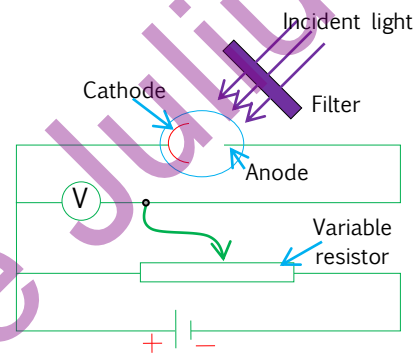 Incident light
Cathode
Filter
Anode
V
Variable
resistor
+ −